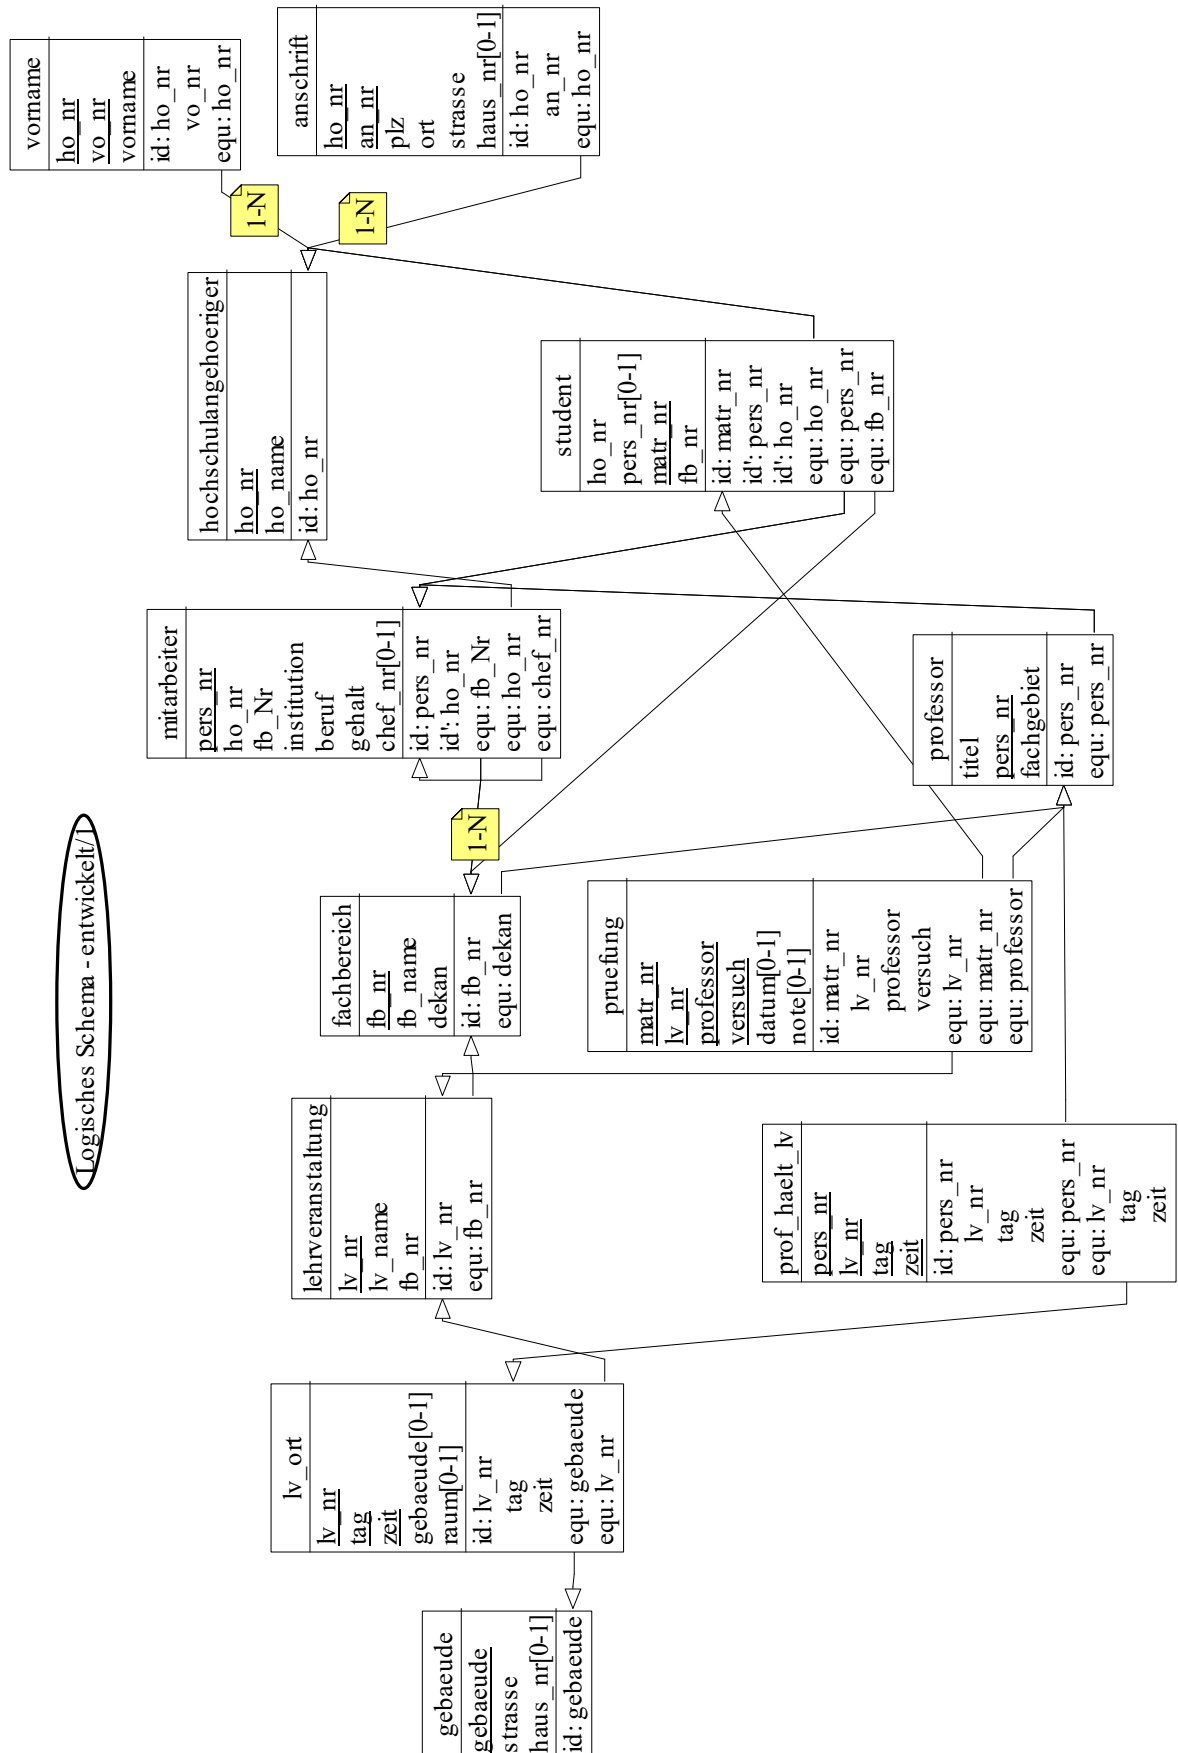 Logisches Schema - entwickelt/1
gebaeude
gebaeude
strasse
haus_nr[0-1]
id: gebaeude
lv_ort
lv_nr
tag
zeit
gebaeude[0-1]
raum[0-1]
id: lv_nr
tag
zeit
equ: gebaeude
equ: lv_nr
lehrveranstaltung
lv_nr
lv_name
fb_nr
id: lv_nr
equ: fb_nr
prof_haelt_lv
pers_nr
lv_nr
tag
zeit
id: pers_nr
lv_nr
tag
zeit
equ: pers_nr
equ: lv_nr
tag
zeit
fachbereich
fb_nr
fb_name
dekan
id: fb_nr
equ: dekan
pruefung
matr_nr
lv_nr
professor
versuch
datum[0-1]
note[0-1]
id: matr_nr
lv_nr
professor
versuch
equ: lv_nr
equ: matr_nr
equ: professor
1-N
mitarbeiter
pers_nr
ho_nr
fb_Nr
institution
beruf
gehalt
chef_nr[0-1]
id: pers_nr
id': ho_nr
equ: fb_Nr
equ: ho_nr
equ: chef_nr
professor
titel
pers_nr
fachgebiet
id: pers_nr
equ: pers_nr
hochschulangehoeriger
ho_nr
ho_name
id: ho_nr
student
ho_nr
pers_nr[0-1]
matr_nr
fb_nr
id: matr_nr
id': pers_nr
id': ho_nr
equ: ho_nr
equ: pers_nr
equ: fb_nr
1-N
1-N
vorname
ho_nr
vo_nr
vorname
id: ho_nr
vo_nr
equ: ho_nr
anschrift
ho_nr
an_nr
plz
ort
strasse
haus_nr[0-1]
id: ho_nr
an_nr
equ: ho_nr